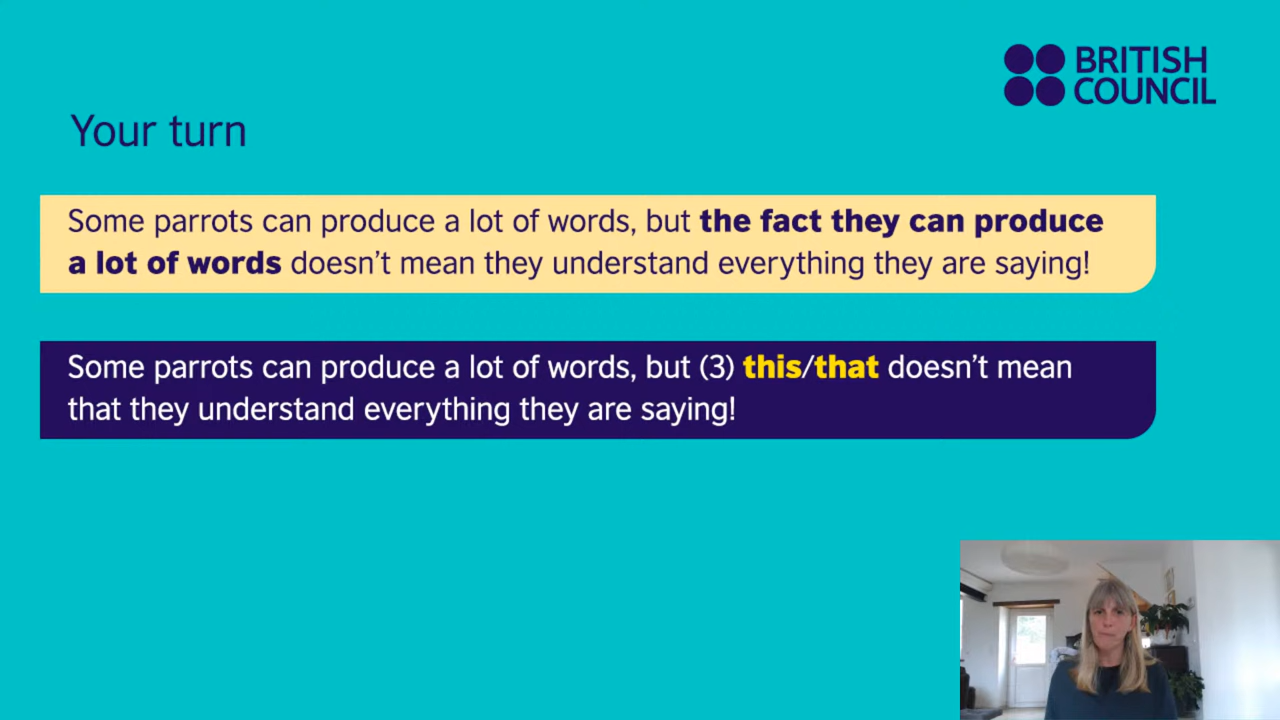 BRITISH
COUNCIL
Your turn
Some parrots can produce a lot of words, but the fact they can produce
a lot of words doesn’t mean they understand everything they are saying!
Some parrots can produce a lot of words, but (3) this/that doesn’t mean
that they understand everything they are saying!